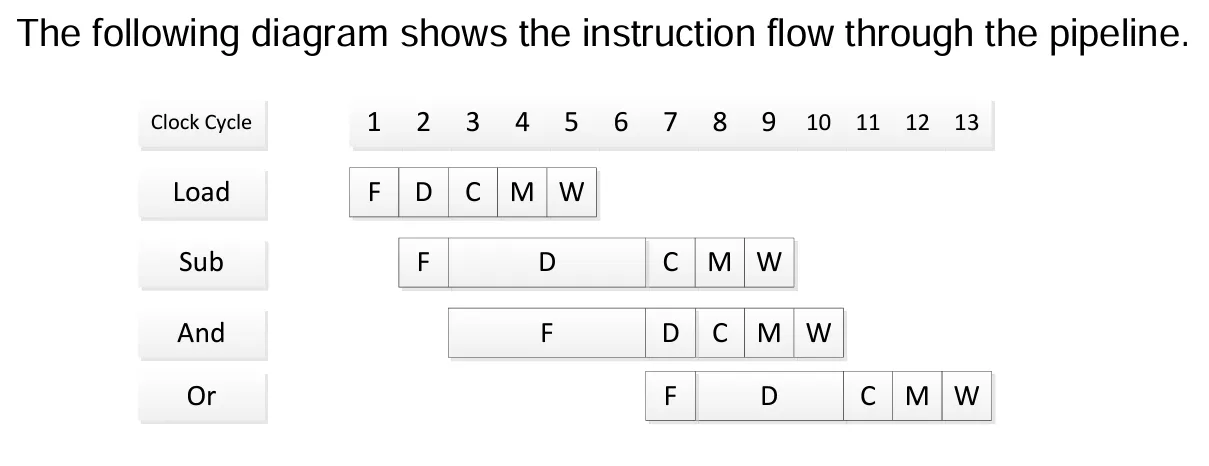 The following diagram shows the instruction flow through the pipeline.
Clock Cycle 1 2 3 4 5 6 7 8 9 10 11 12 13
Load F D C M W
Sub F D C M W
And F D C M W
Or F D C M W